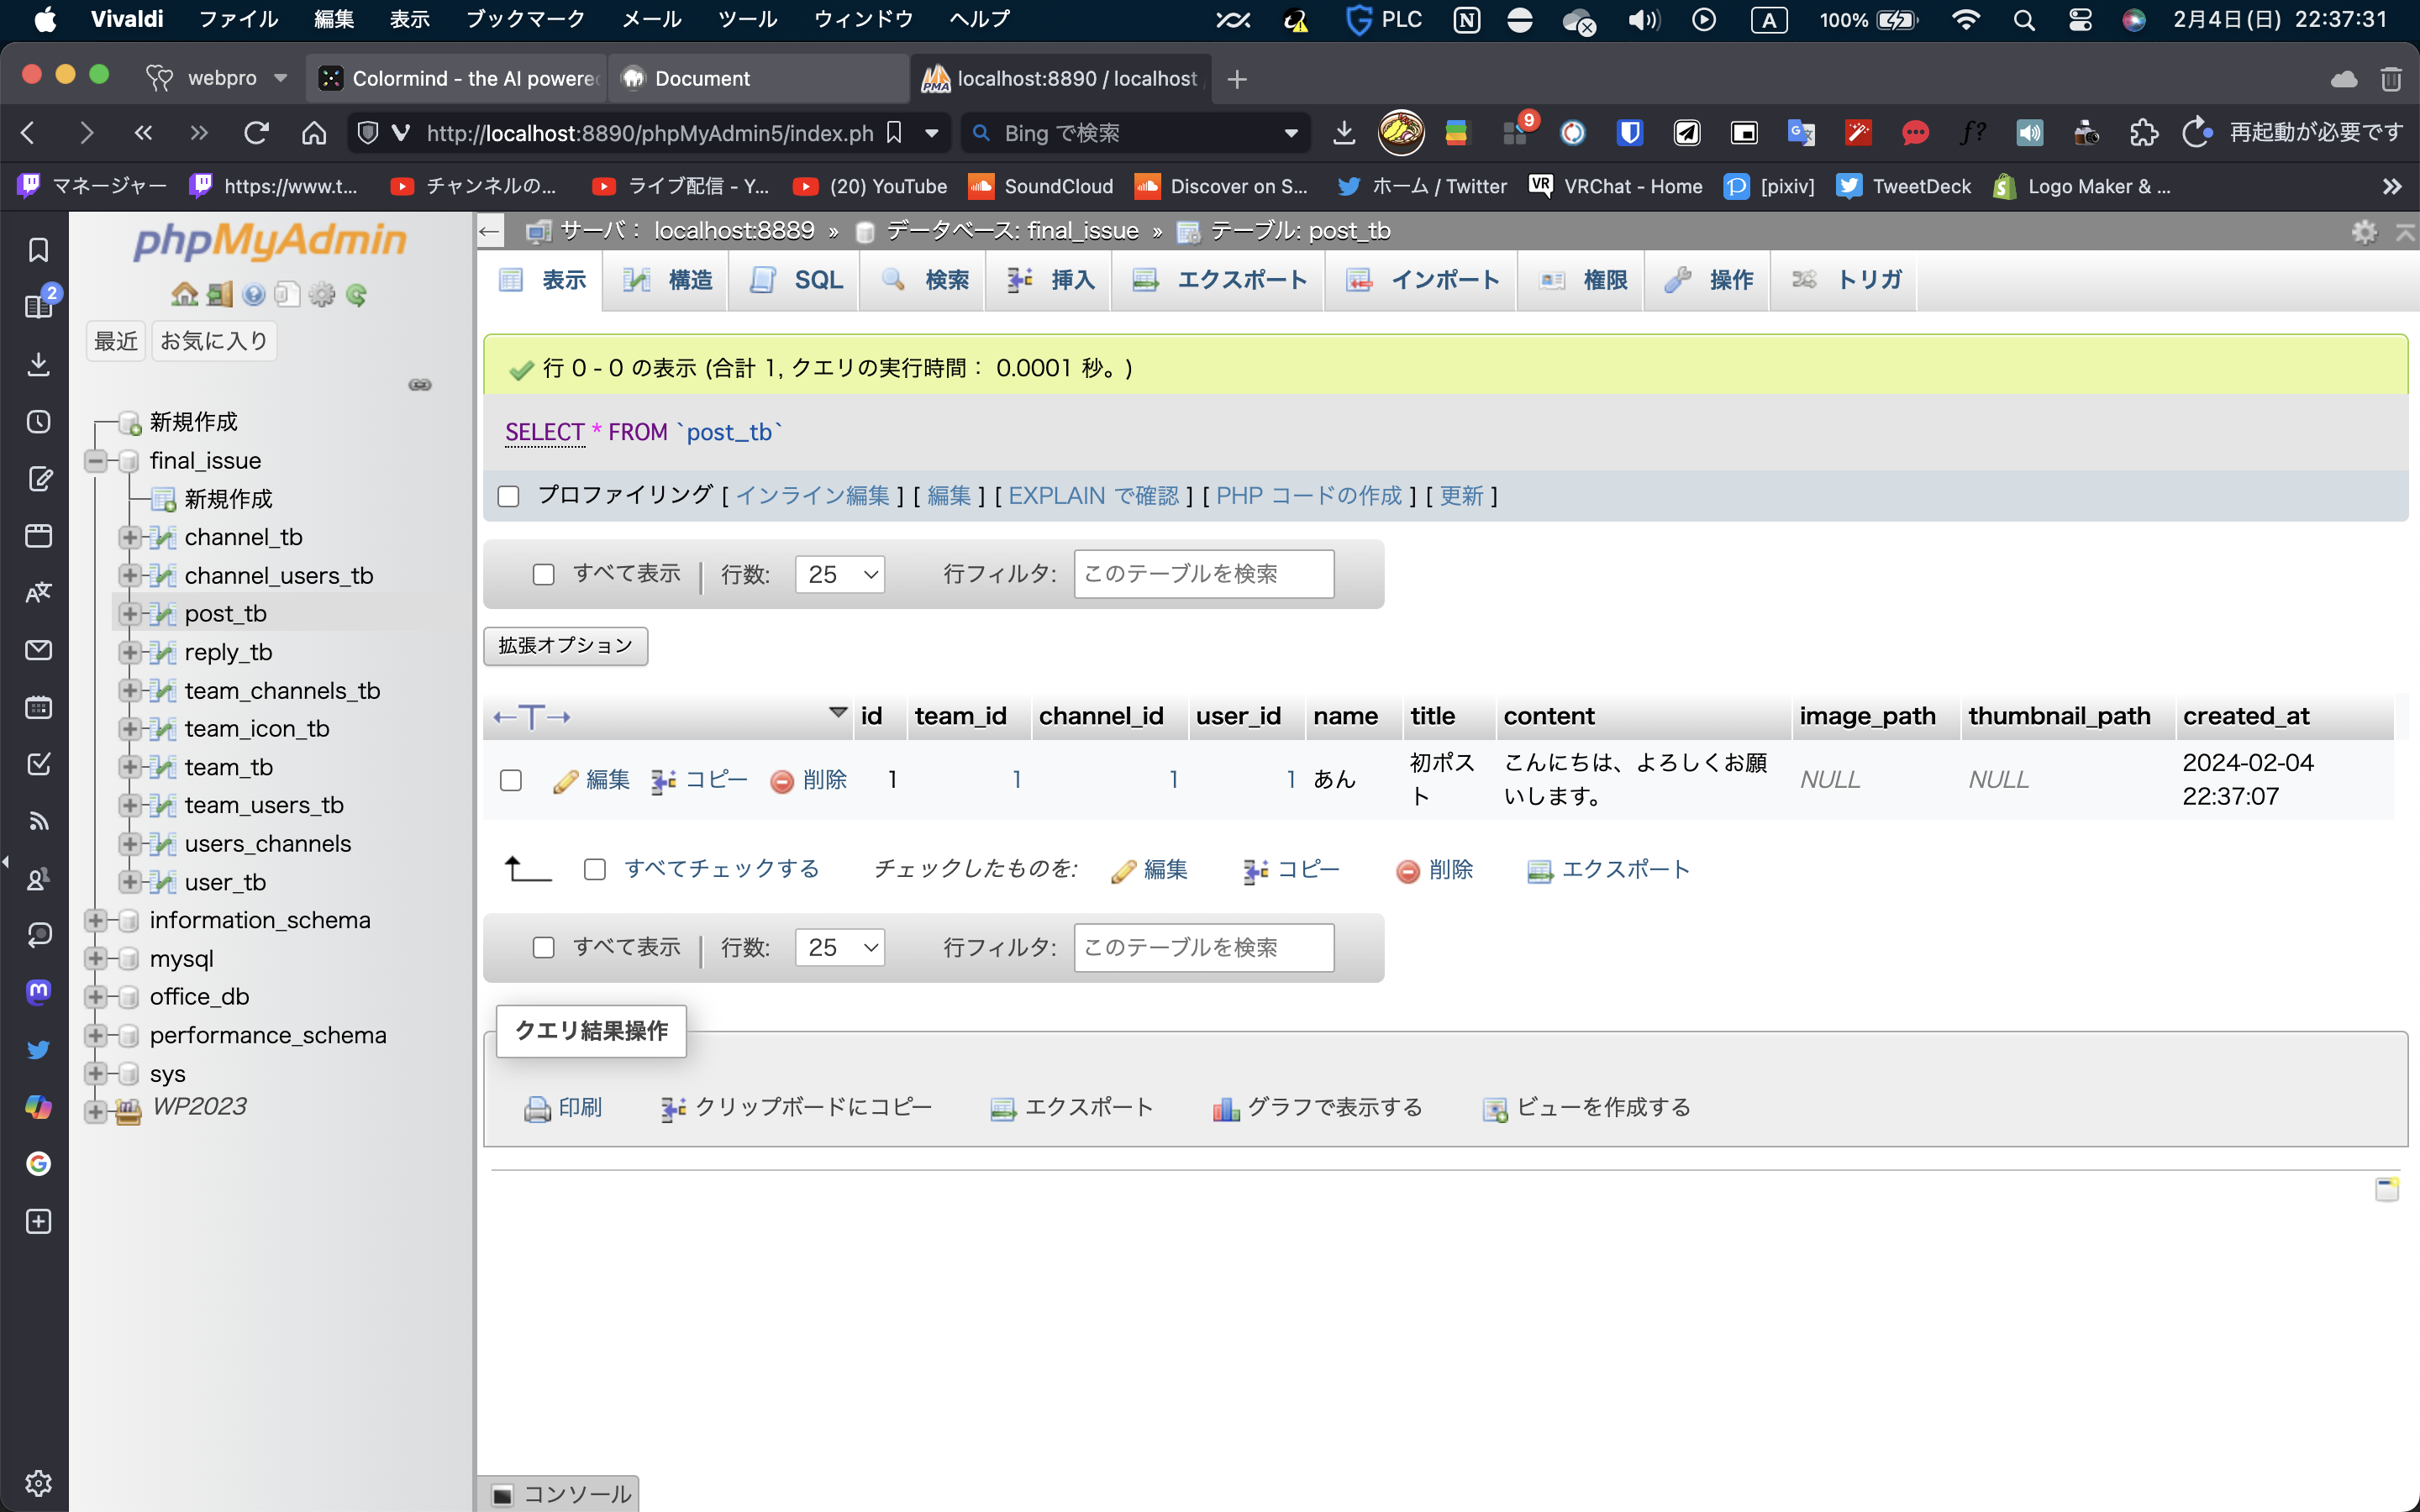 Vivaldi ファイル 編集 表示 ブックマーク メール ツール ウィンドウ ヘルプ PLC A 100% 2月4日(日) 22:37:31
webpro Colormind - the AI powere Document localhost:8890 / localhost
http://localhost:8890/phpMyAdmin5/index.ph Bing で検索 9 再起動が必要です
マネージャー https://www.t... チャンネルの... ライブ配信 - Y... (20) YouTube SoundCloud Discover on S... ホーム / Twitter VRChat - Home [pixiv] TweetDeck Logo Maker & ...
phpMyAdmin
2
最近 お気に入り
新規作成
final_issue
新規作成
channel_tb
channel_users_tb
post_tb
reply_tb
team_channels_tb
team_icon_tb
team_tb
team_users_tb
users_channels
user_tb
information_schema
mysql
office_db
performance_schema
sys
WP2023
サーバ: localhost:8889 » データベース: final_issue » テーブル: post_tb
表示 構造 SQL 検索 挿入 エクスポート インポート 権限 操作 トリガ
行 0 - 0 の表示 (合計 1, クエリの実行時間: 0.0001 秒。)
SELECT * FROM `post_tb`
プロファイリング [ インライン編集 ] [ 編集 ] [ EXPLAIN で確認 ] [ PHP コードの作成 ] [ 更新 ]
すべて表示 行数: 25 行フィルタ: このテーブルを検索
拡張オプション
←T→ id team_id channel_id user_id name title content image_path thumbnail_path created_at
編集 コピー 削除 1 1 1 1 あん 初ポスト こんにちは、よろしくお願いします。 NULL NULL 2024-02-04 22:37:07
すべてチェックする チェックしたものを: 編集 コピー 削除 エクスポート
すべて表示 行数: 25 行フィルタ: このテーブルを検索
クエリ結果操作
印刷 クリップボードにコピー エクスポート グラフで表示する ビューを作成する
コンソール